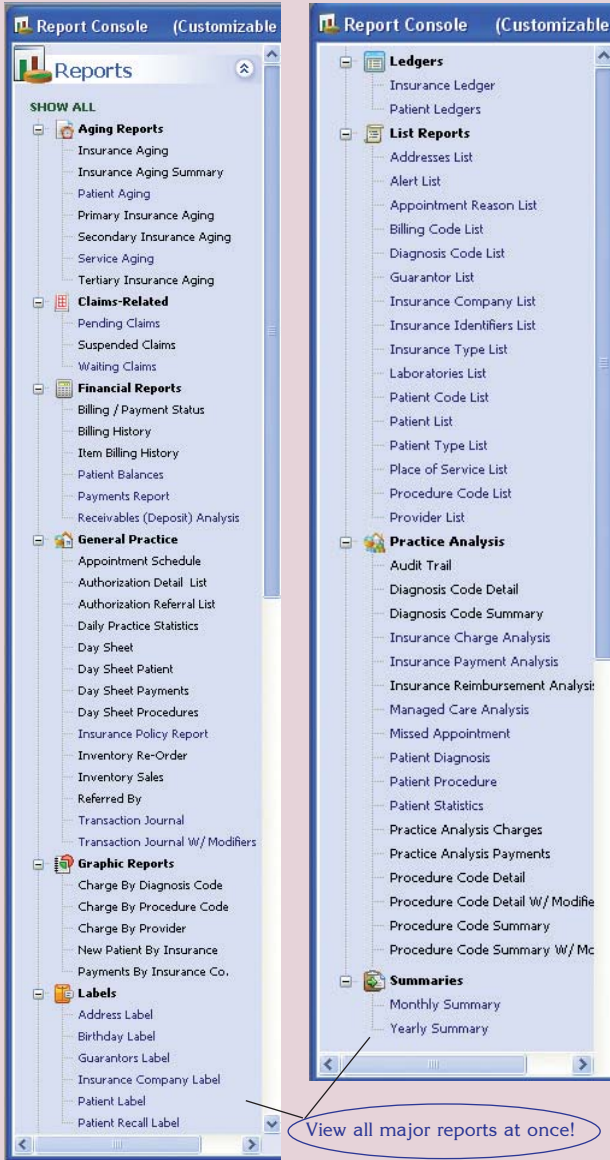 Report Console (Customizable
Reports
SHOW ALL
Aging Reports
Insurance Aging
Insurance Aging Summary
Patient Aging
Primary Insurance Aging
Secondary Insurance Aging
Service Aging
Tertiary Insurance Aging
Claims-Related
Pending Claims
Suspended Claims
Waiting Claims
Financial Reports
Billing / Payment Status
Billing History
Item Billing History
Patient Balances
Payments Report
Receivables (Deposit) Analysis
General Practice
Appointment Schedule
Authorization Detail List
Authorization Referral List
Daily Practice Statistics
Day Sheet
Day Sheet Patient
Day Sheet Payments
Day Sheet Procedures
Insurance Policy Report
Inventory Re-Order
Inventory Sales
Referred By
Transaction Journal
Transaction Journal W/ Modifiers
Graphic Reports
Charge By Diagnosis Code
Charge By Procedure Code
Charge By Provider
New Patient By Insurance
Payments By Insurance Co.
Labels
Address Label
Birthday Label
Guarantors Label
Insurance Company Label
Patient Label
Patient Recall Label
Report Console (Customizable
Ledgers
Insurance Ledger
Patient Ledgers
List Reports
Addresses List
Alert List
Appointment Reason List
Billing Code List
Diagnosis Code List
Guarantor List
Insurance Company List
Insurance Identifiers List
Insurance Type List
Laboratories List
Patient Code List
Patient List
Patient Type List
Place of Service List
Procedure Code List
Provider List
Practice Analysis
Audit Trail
Diagnosis Code Detail
Diagnosis Code Summary
Insurance Charge Analysis
Insurance Payment Analysis
Insurance Reimbursement Analysis
Managed Care Analysis
Missed Appointment
Patient Diagnosis
Patient Procedure
Patient Statistics
Practice Analysis Charges
Practice Analysis Payments
Procedure Code Detail
Procedure Code Detail W/ Modifie
Procedure Code Summary
Procedure Code Summary W/ Mc
Summaries
Monthly Summary
Yearly Summary
View all major reports at once!